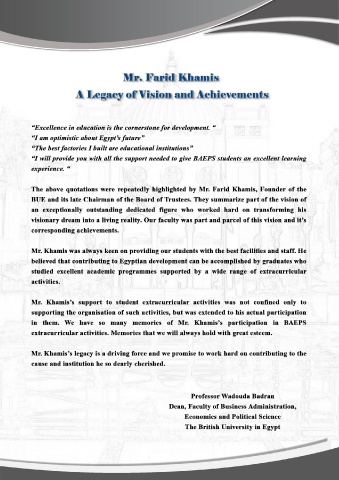 Mr. Farid Khamis
A Legacy of Vision and Achievements
"Excellence in education is the cornerstone for development. "
"I am optimistic about Egypt's future"
"The best factories I built are educational institutions"
"I will provide you with all the support needed to give BAEPS students an excellent learning
experience. "
The above quotations were repeatedly highlighted by Mr. Farid Khamis, Founder of the
BUE and its late Chairman of the Board of Trustees. They summarize part of the vision of
an exceptionally outstanding dedicated figure who worked hard on transforming his
visionary dream into a living reality. Our faculty was part and parcel of this vision and it's
corresponding achievements.
Mr. Khamis was always keen on providing our students with the best facilities and staff. He
believed that contributing to Egyptian development can be accomplished by graduates who
studied excellent academic programmes supported by a wide range of extracurricular
activities.
Mr. Khamis's support to student extracurricular activities was not confined only to
supporting the organisation of such activities, but was extended to his actual participation
in them. We have so many memories of Mr. Khamis's participation in BAEPS
extracurricular activities. Memories that we will always hold with great esteem.
Mr. Khamis's legacy is a driving force and we promise to work hard on contributing to the
cause and institution he so dearly cherished.
Professor Wadouda Badran
Dean, Faculty of Business Administration,
Economics and Political Science
The British University in Egypt